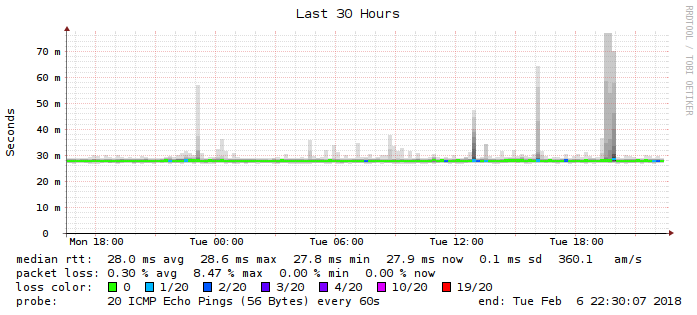 Last 30 Hours
RRDTOOL / TOBI OETIKER
Seconds
70 m
60 m
50 m
40 m
30 m
20 m
10 m
0
Mon 18:00 Tue 00:00 Tue 06:00 Tue 12:00 Tue 18:00
median rtt: 28.0 ms avg 28.6 ms max 27.8 ms min 27.9 ms now 0.1 ms sd 360.1 am/s
packet loss: 0.30 % avg 8.47 % max 0.00 % min 0.00 % now
loss color: 0 1/20 2/20 3/20 4/20 10/20 19/20
probe: 20 ICMP Echo Pings (56 Bytes) every 60s end: Tue Feb 6 22:30:07 2018